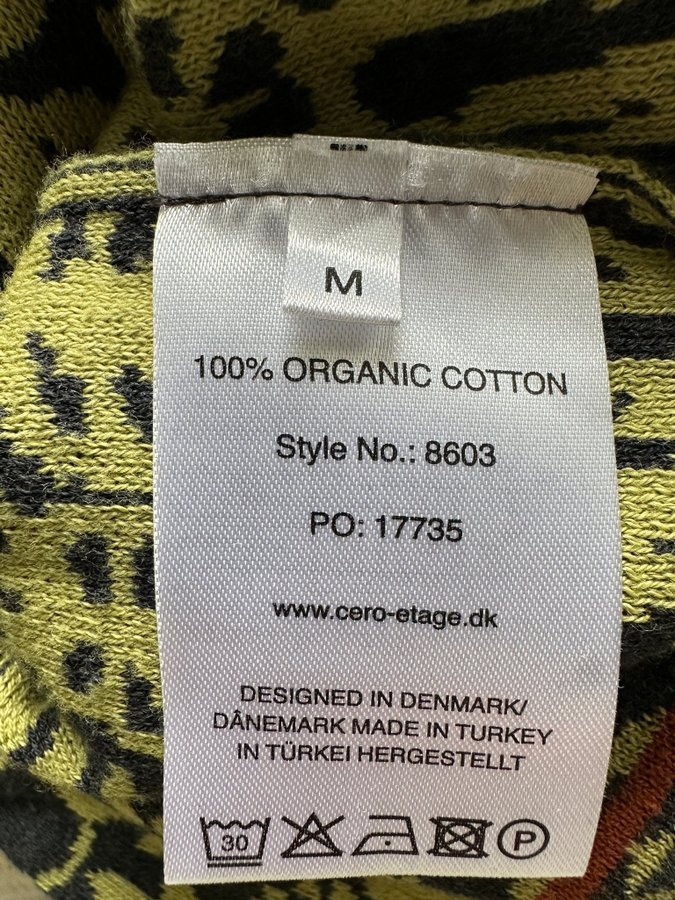 M
100% ORGANIC COTTON
Style No.: 8603
PO: 17735
www.cero-etage.dk
DESIGNED IN DENMARK/
DÂNEMARK MADE IN TURKEY
IN TÜRKEI HERGESTELLT
30
P